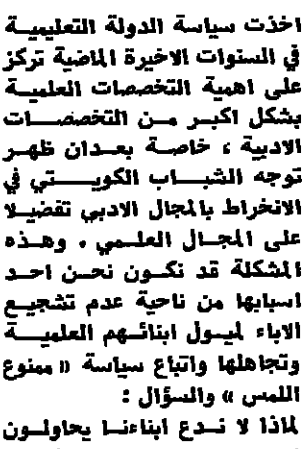 اخذت سياسة الدولة التعليمية
في السنوات الاخيرة الماضية تركز
على اهمية التخصصات العلمية
بشكل اكبر من التخصصات
الادبية ، خاصة بعدان ظهر
توجه الشباب الكويتي في
الانخراط بالمجال الادبي تفضيلا
على المجال العلمي . وهذه
المشكلة قد نكون نحن احد
اسبابها من ناحية عدم تشجيع
الاباء لميول ابنائهم العلمية
وتجاهلها واتباع سياسة « ممنوع
اللمس » والسؤال :
لماذا لا ندع ابناءنا يحاولون